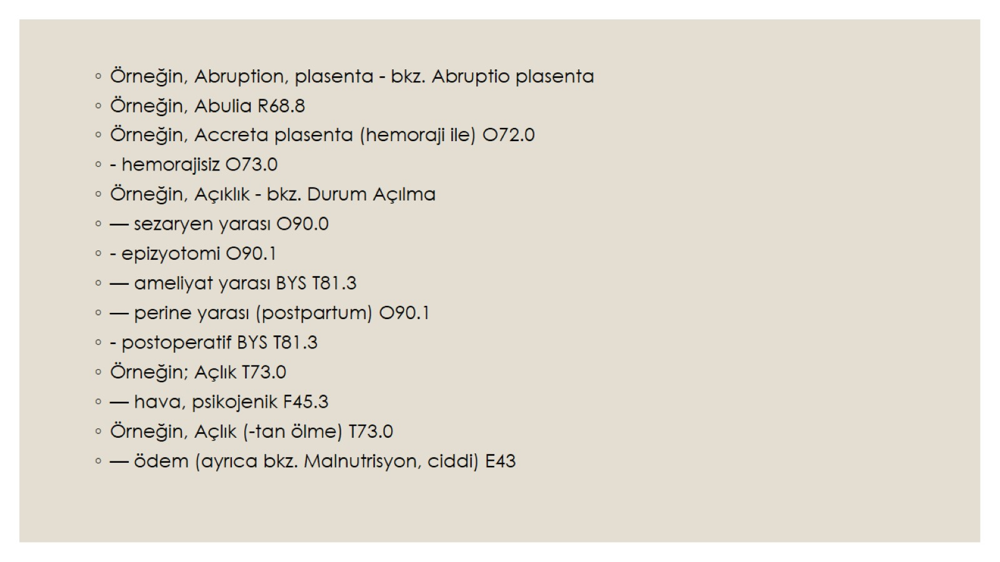 ◦ Örneğin, Abruption, plasenta - bkz. Abruptio plasenta
◦ Örneğin, Abulia R68.8
◦ Örneğin, Accreta plasenta (hemoraji ile) O72.0
◦ - hemorajisiz O73.0
◦ Örneğin, Açıklık - bkz. Durum Açılma
◦ — sezaryen yarası O90.0
◦ - epizyotomi O90.1
◦ — ameliyat yarası BYS T81.3
◦ — perine yarası (postpartum) O90.1
◦ - postoperatif BYS T81.3
◦ Örneğin; Açlık T73.0
◦ — hava, psikojenik F45.3
◦ Örneğin, Açlık (-tan ölme) T73.0
◦ — ödem (ayrıca bkz. Malnutrisyon, ciddi) E43